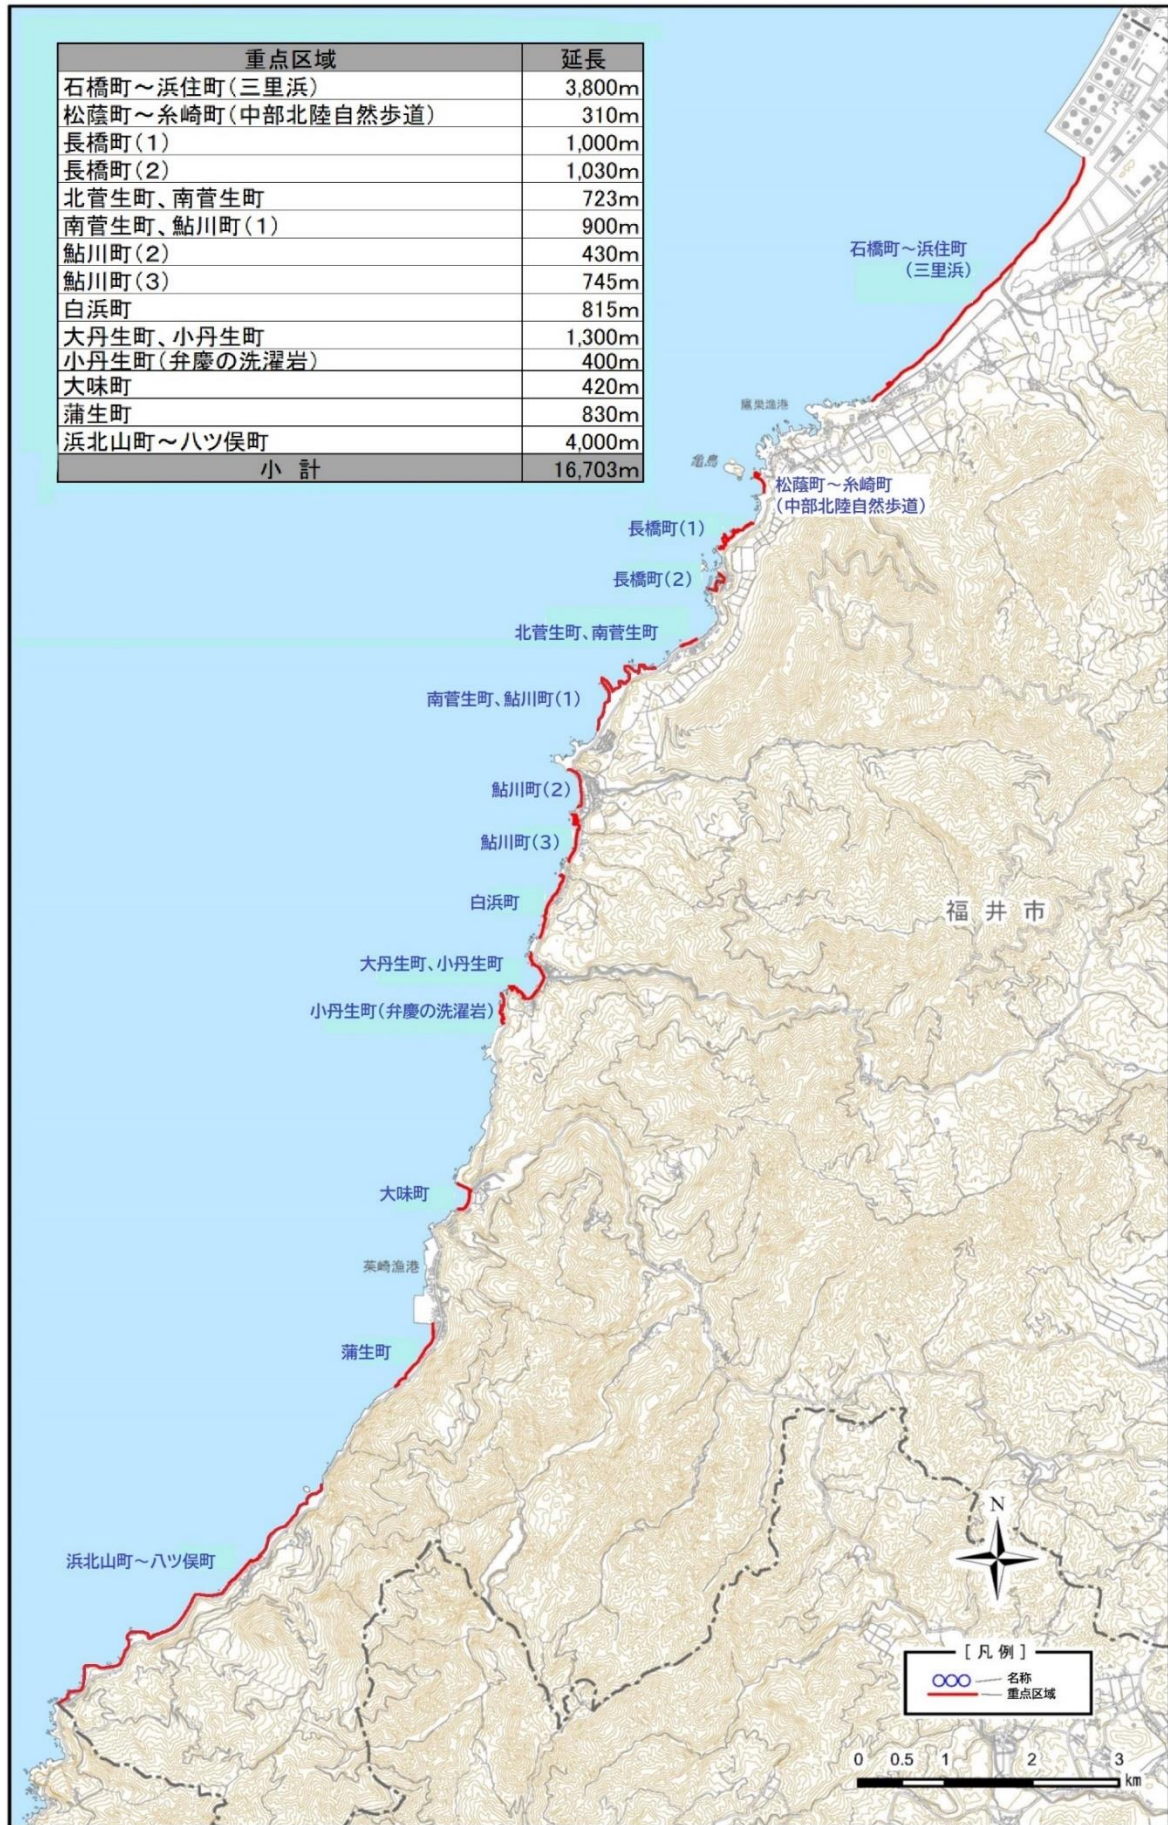 重点区域 延長
石橋町～浜住町(三里浜) 3,800m
松蔭町～糸崎町(中部北陸自然歩道) 310m
長橋町(1) 1,000m
長橋町(2) 1,030m
北菅生町、南菅生町 723m
南菅生町、鮎川町(1) 900m
鮎川町(2) 430m
鮎川町(3) 745m
白浜町 815m
大丹生町、小丹生町 1,300m
小丹生町(弁慶の洗濯岩) 400m
大味町 420m
蒲生町 830m
浜北山町～八ツ俣町 4,000m
小 計 16,703m
石橋町～浜住町
(三里浜)
鷹巣漁港
亀島
松蔭町～糸崎町
(中部北陸自然歩道)
長橋町(1)
長橋町(2)
北菅生町、南菅生町
南菅生町、鮎川町(1)
鮎川町(2)
鮎川町(3)
白浜町
福井市
大丹生町、小丹生町
小丹生町(弁慶の洗濯岩)
大味町
茱崎漁港
蒲生町
浜北山町～八ツ俣町
N
[凡例]
○○○ 名称
重点区域
0 0.5 1 2 3
km